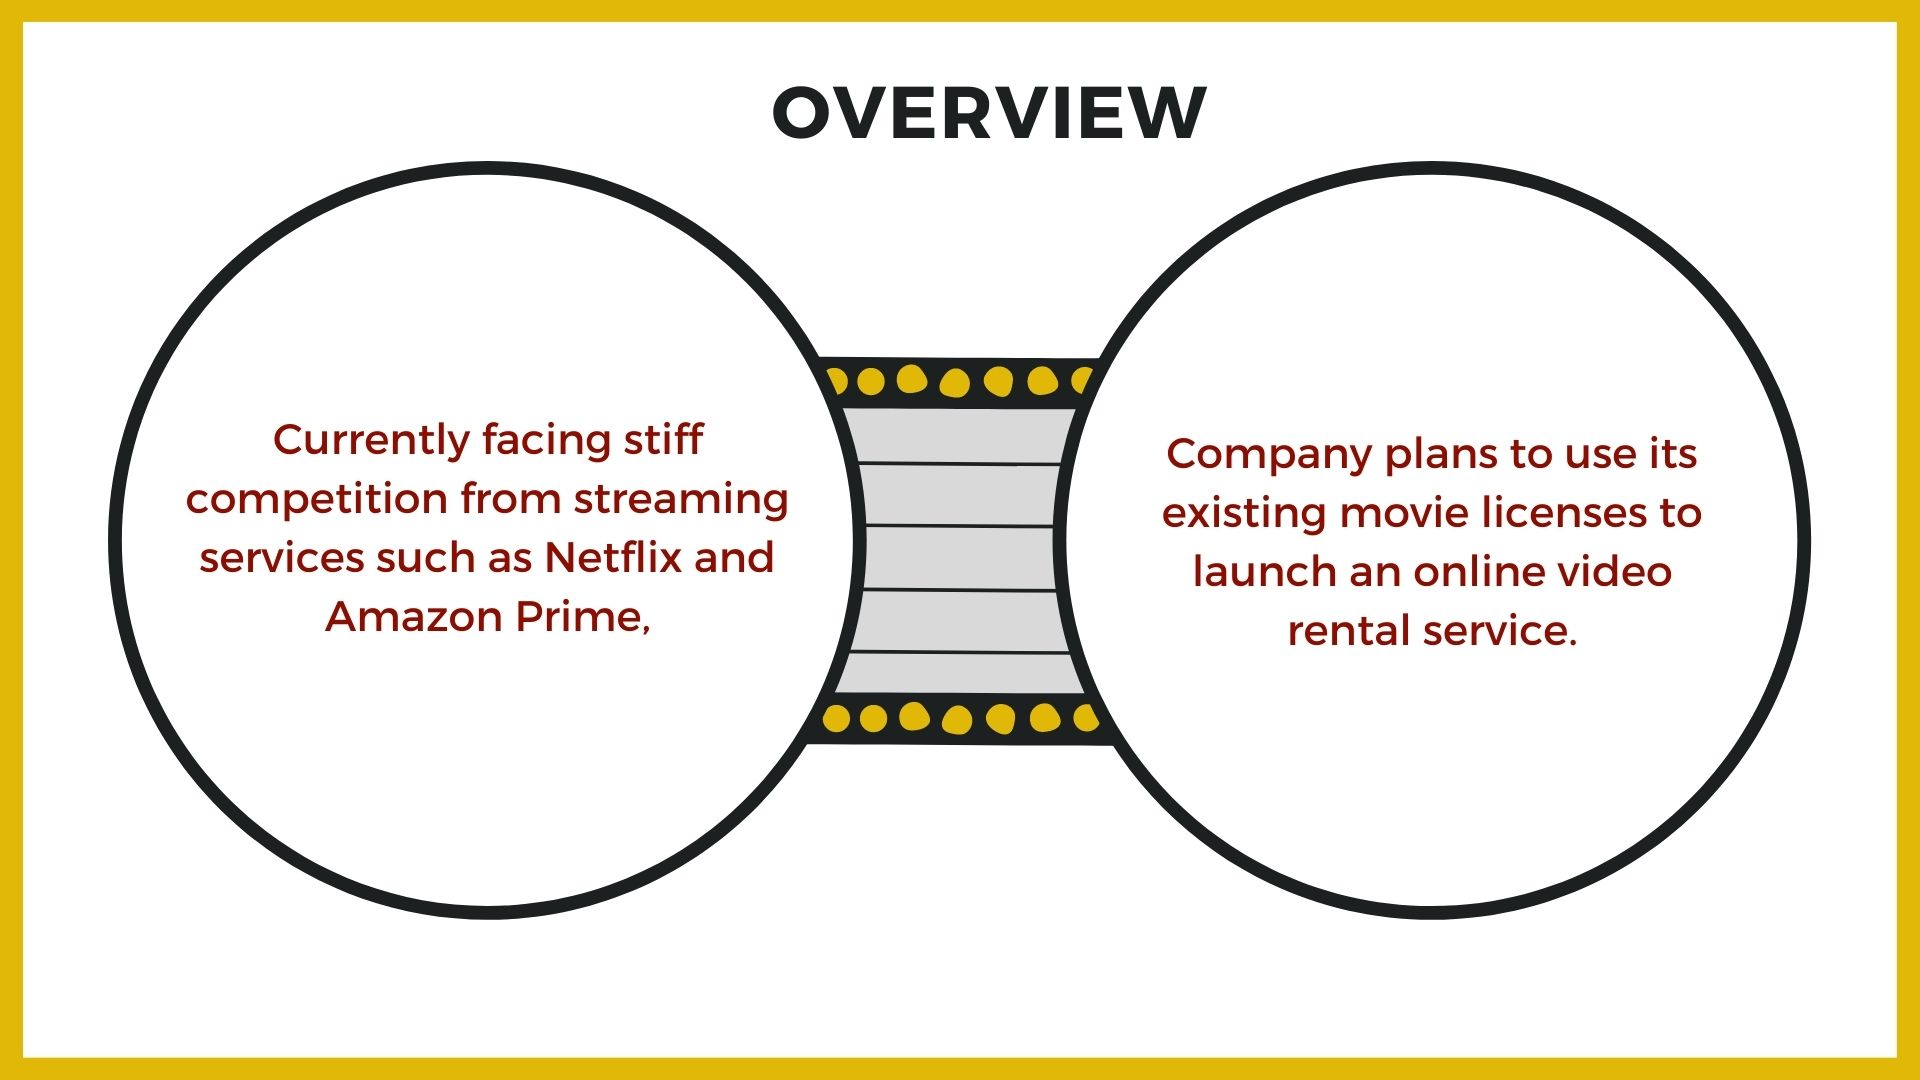 OVERVIEW
Currently facing stiff
competition from streaming
services such as Netflix and
Amazon Prime,
Company plans to use its
existing movie licenses to
launch an online video
rental service.